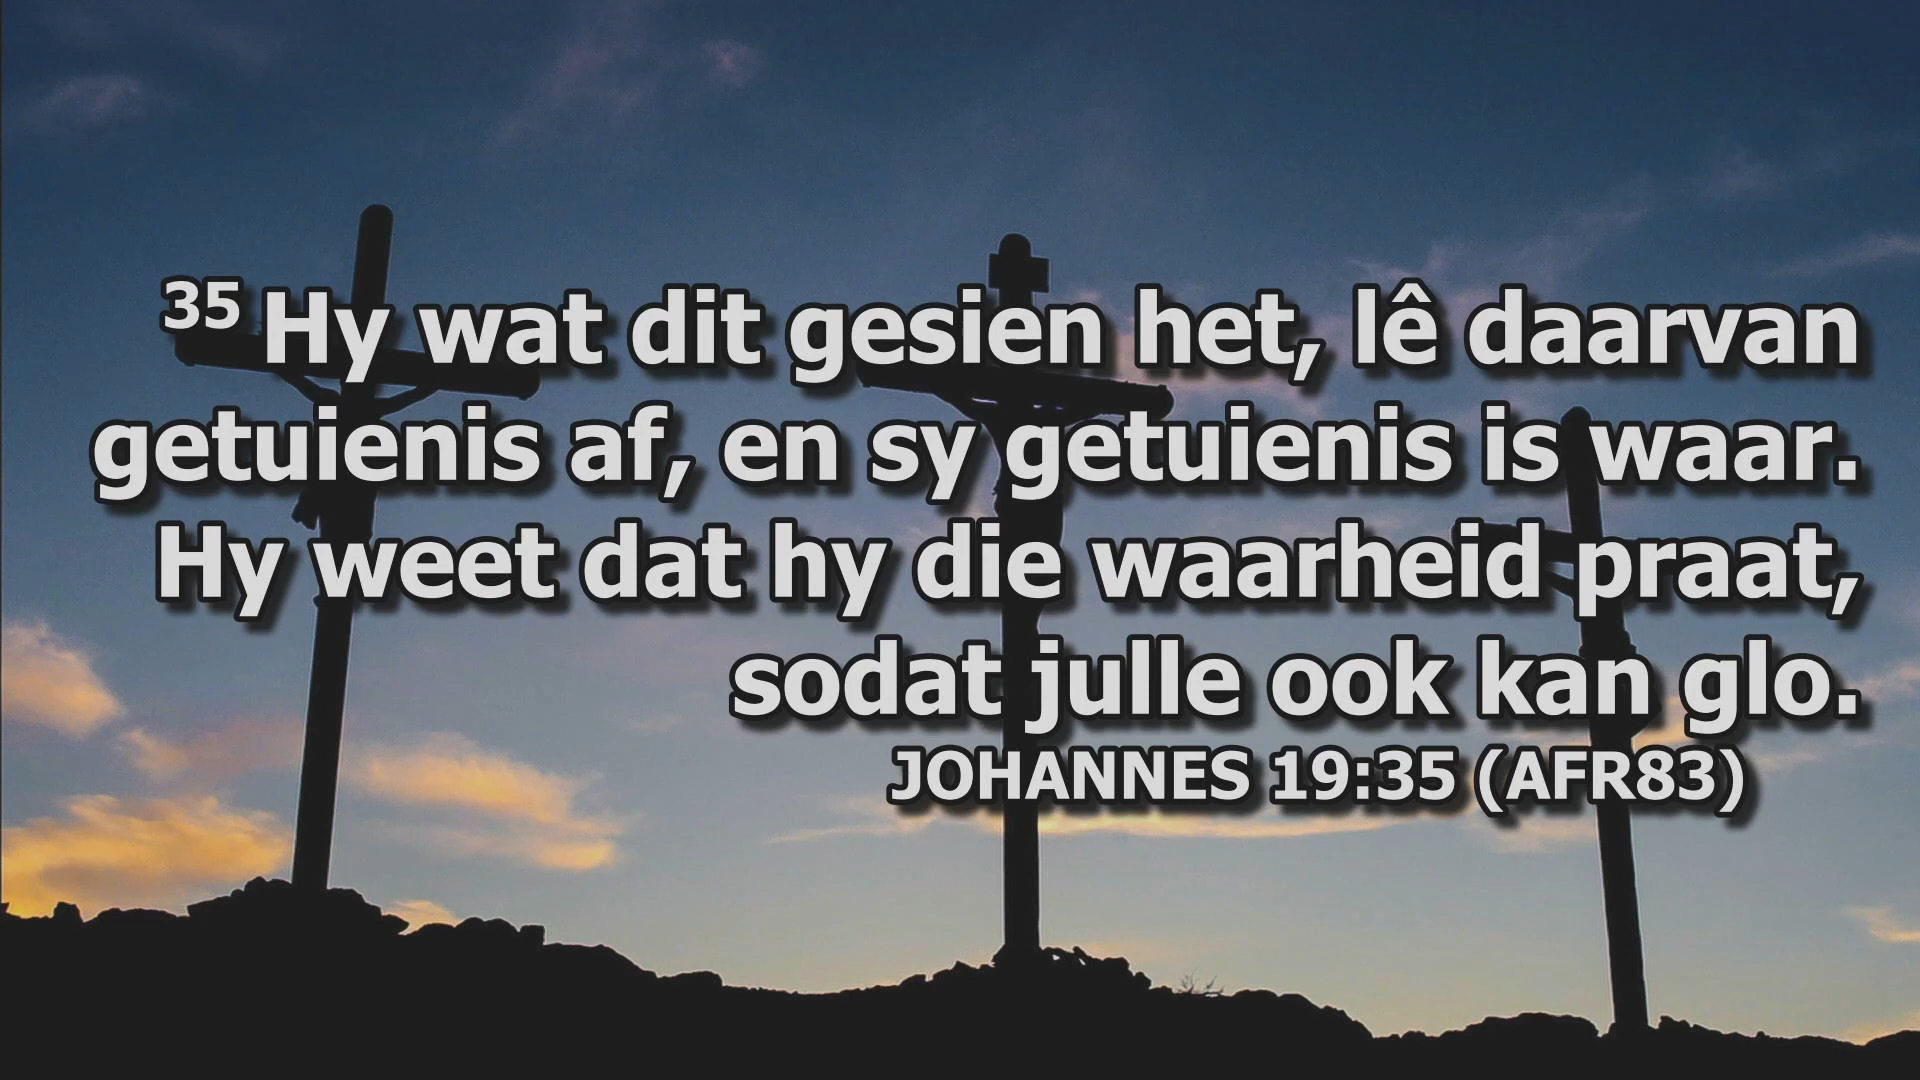 35 Hy wat dit gesien het, lê daarvan
getuienis af, en sy getuienis is waar.
Hy weet dat hy die waarheid praat,
sodat julle ook kan glo.
JOHANNES 19:35 (AFR83)